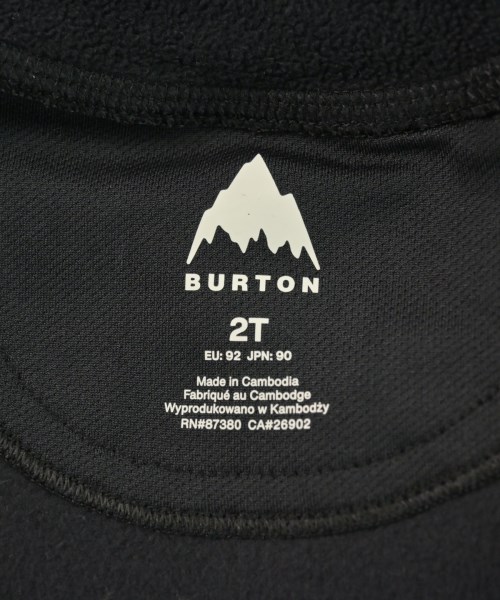 BURTON
2T
EU: 92 JPN: 90
Made in Cambodia
Fabriqué au Cambodge
Wyprodukowano w Kambodży
RN#87380 CA#26902